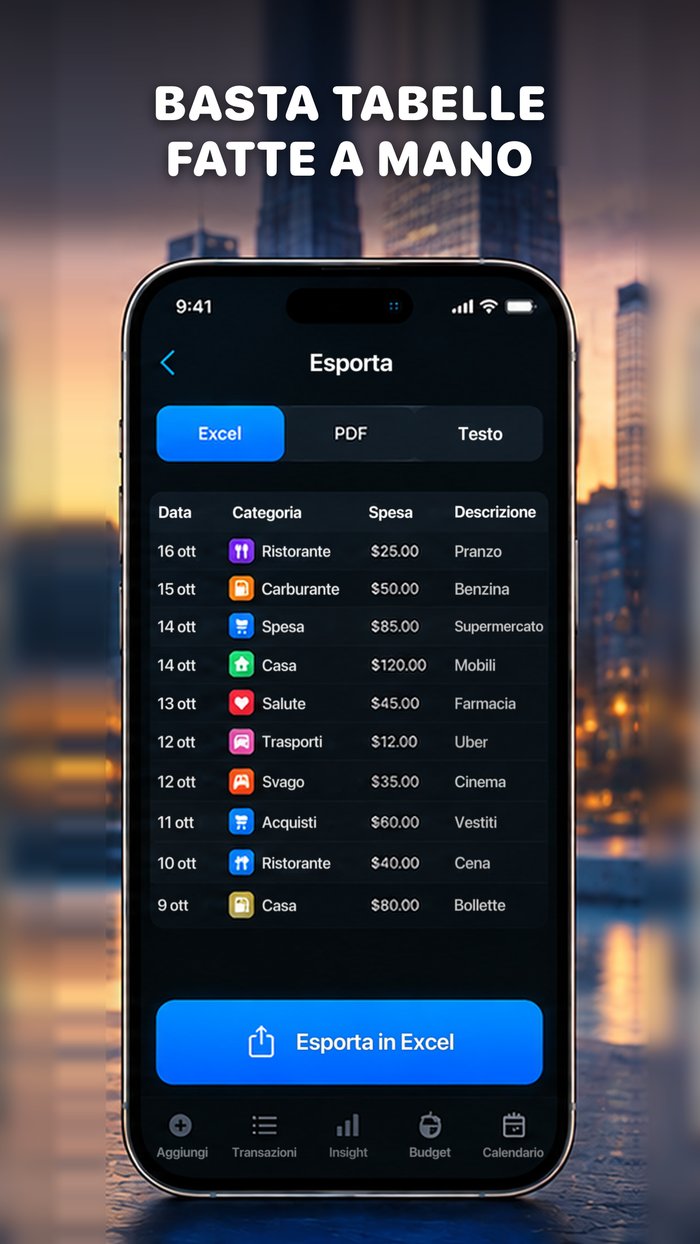 BASTA TABELLE
FATTE A MANO
9:41
Esporta
Excel PDF Testo
Data Categoria Spesa Descrizione
16 ott Ristorante $25.00 Pranzo
15 ott Carburante $50.00 Benzina
14 ott Spesa $85.00 Supermercato
14 ott Casa $120.00 Mobili
13 ott Salute $45.00 Farmacia
12 ott Trasporti $12.00 Uber
12 ott Svago $35.00 Cinema
11 ott Acquisti $60.00 Vestiti
10 ott Ristorante $40.00 Cena
9 ott Casa $80.00 Bollette
Esporta in Excel
Aggiungi Transazioni Insight Budget Calendario